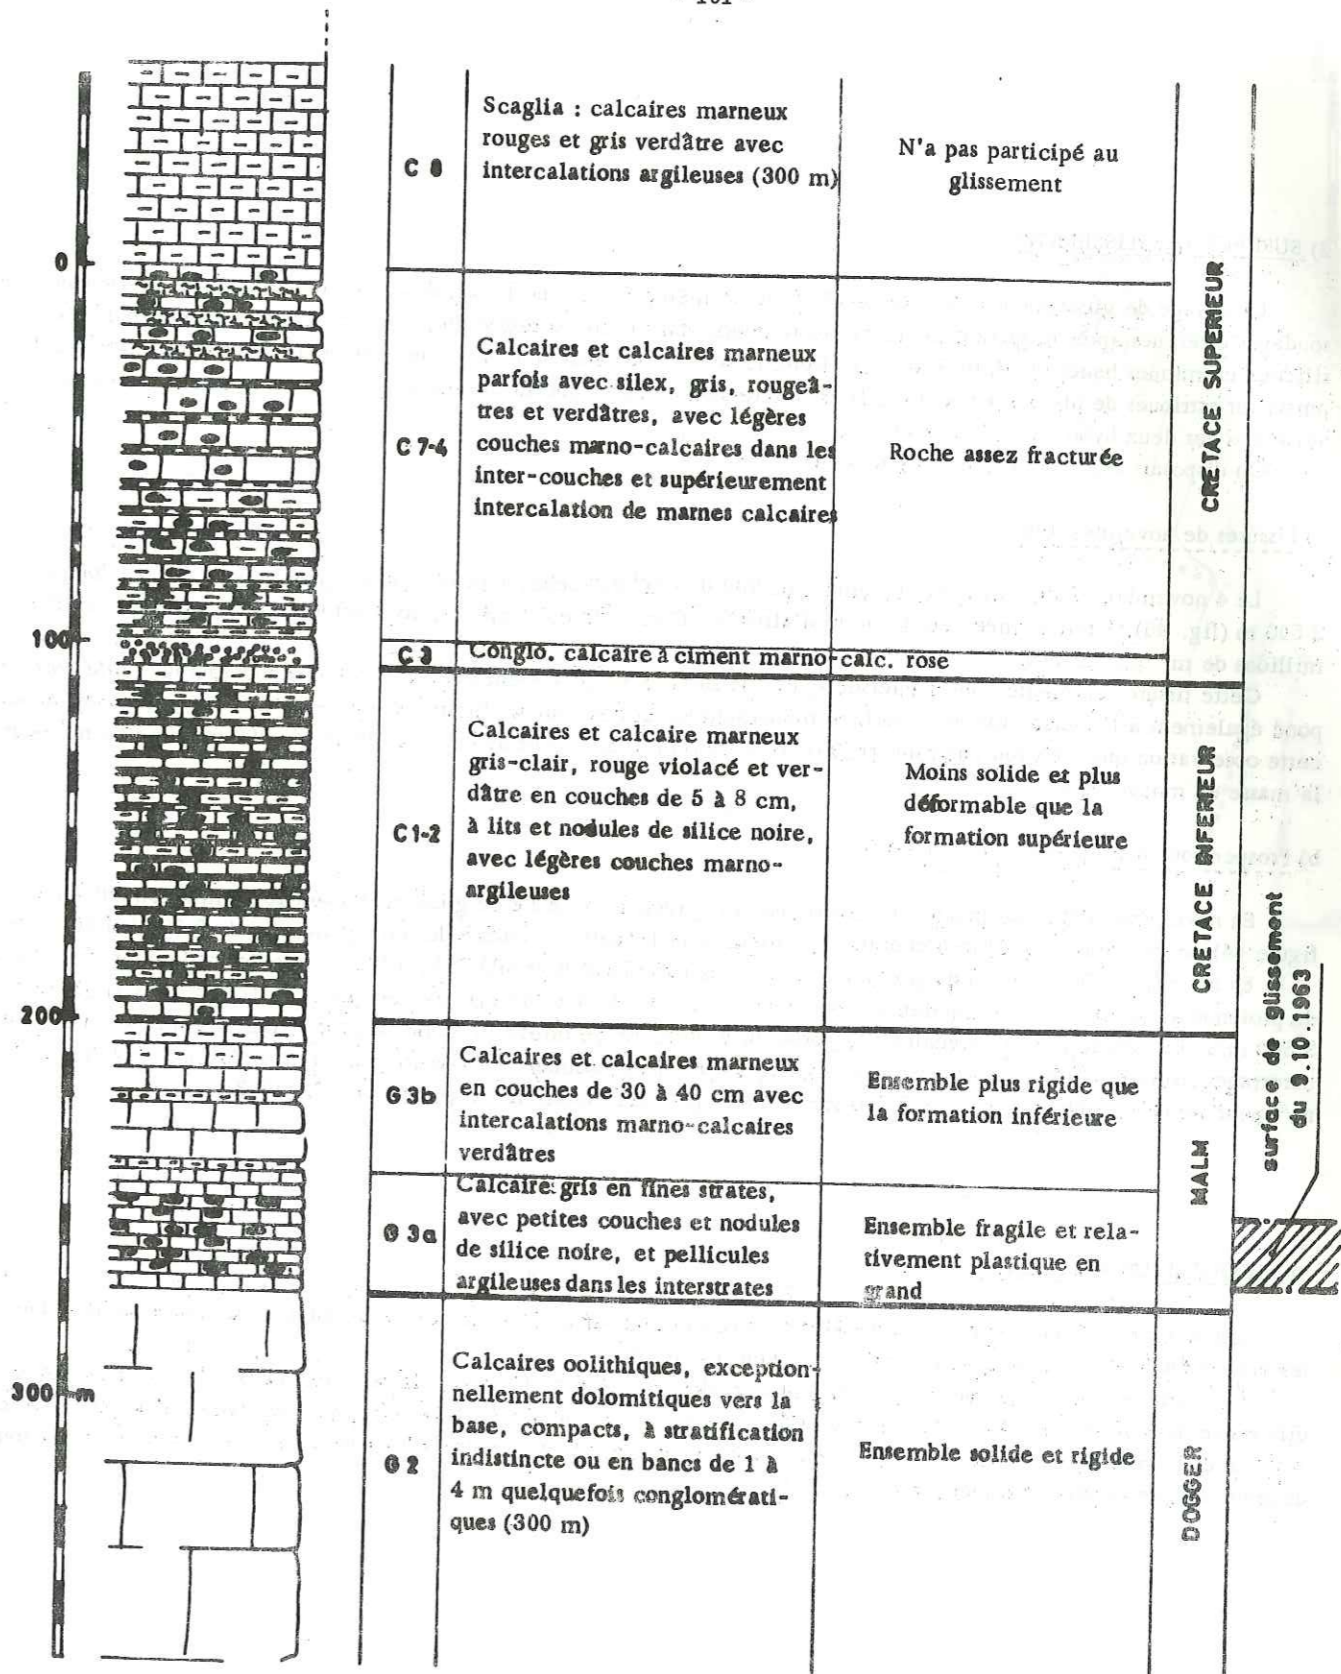 0
100
200
300 m
C 8
Scaglia : calcaires marneux
rouges et gris verdâtre avec
intercalations argileuses (300 m)
N'a pas participé au
glissement
C 7-4
Calcaires et calcaires marneux
parfois avec silex, gris, rougeâ-
tres et verdâtres, avec légères
couches marno-calcaires dans les
inter-couches et supérieurement
intercalation de marnes calcaires
Roche assez fracturée
CRETACE SUPERIEUR
C 3
Conglo. calcaire à ciment marno-calc. rose
C 1-2
Calcaires et calcaire marneux
gris-clair, rouge violacé et ver-
dâtre en couches de 5 à 8 cm,
à lits et nodules de silice noire,
avec légères couches marno-
argileuses
Moins solide et plus
déformable que la
formation supérieure
CRETACE INFERIEUR
G 3b
Calcaires et calcaires marneux
en couches de 30 à 40 cm avec
intercalations marno-calcaires
verdâtres
Ensemble plus rigide que
la formation inférieure
G 3a
Calcaire gris en fines strates,
avec petites couches et nodules
de silice noire, et pellicules
argileuses dans les interstrates
Ensemble fragile et rela-
tivement plastique en
grand
MALM
surface de glissement
du 9.10.1963
G 2
Calcaires oolithiques, exception-
nellement dolomitiques vers la
base, compacts, à stratification
indistincte ou en bancs de 1 à
4 m quelquefois conglomérati-
ques (300 m)
Ensemble solide et rigide
DOGGER